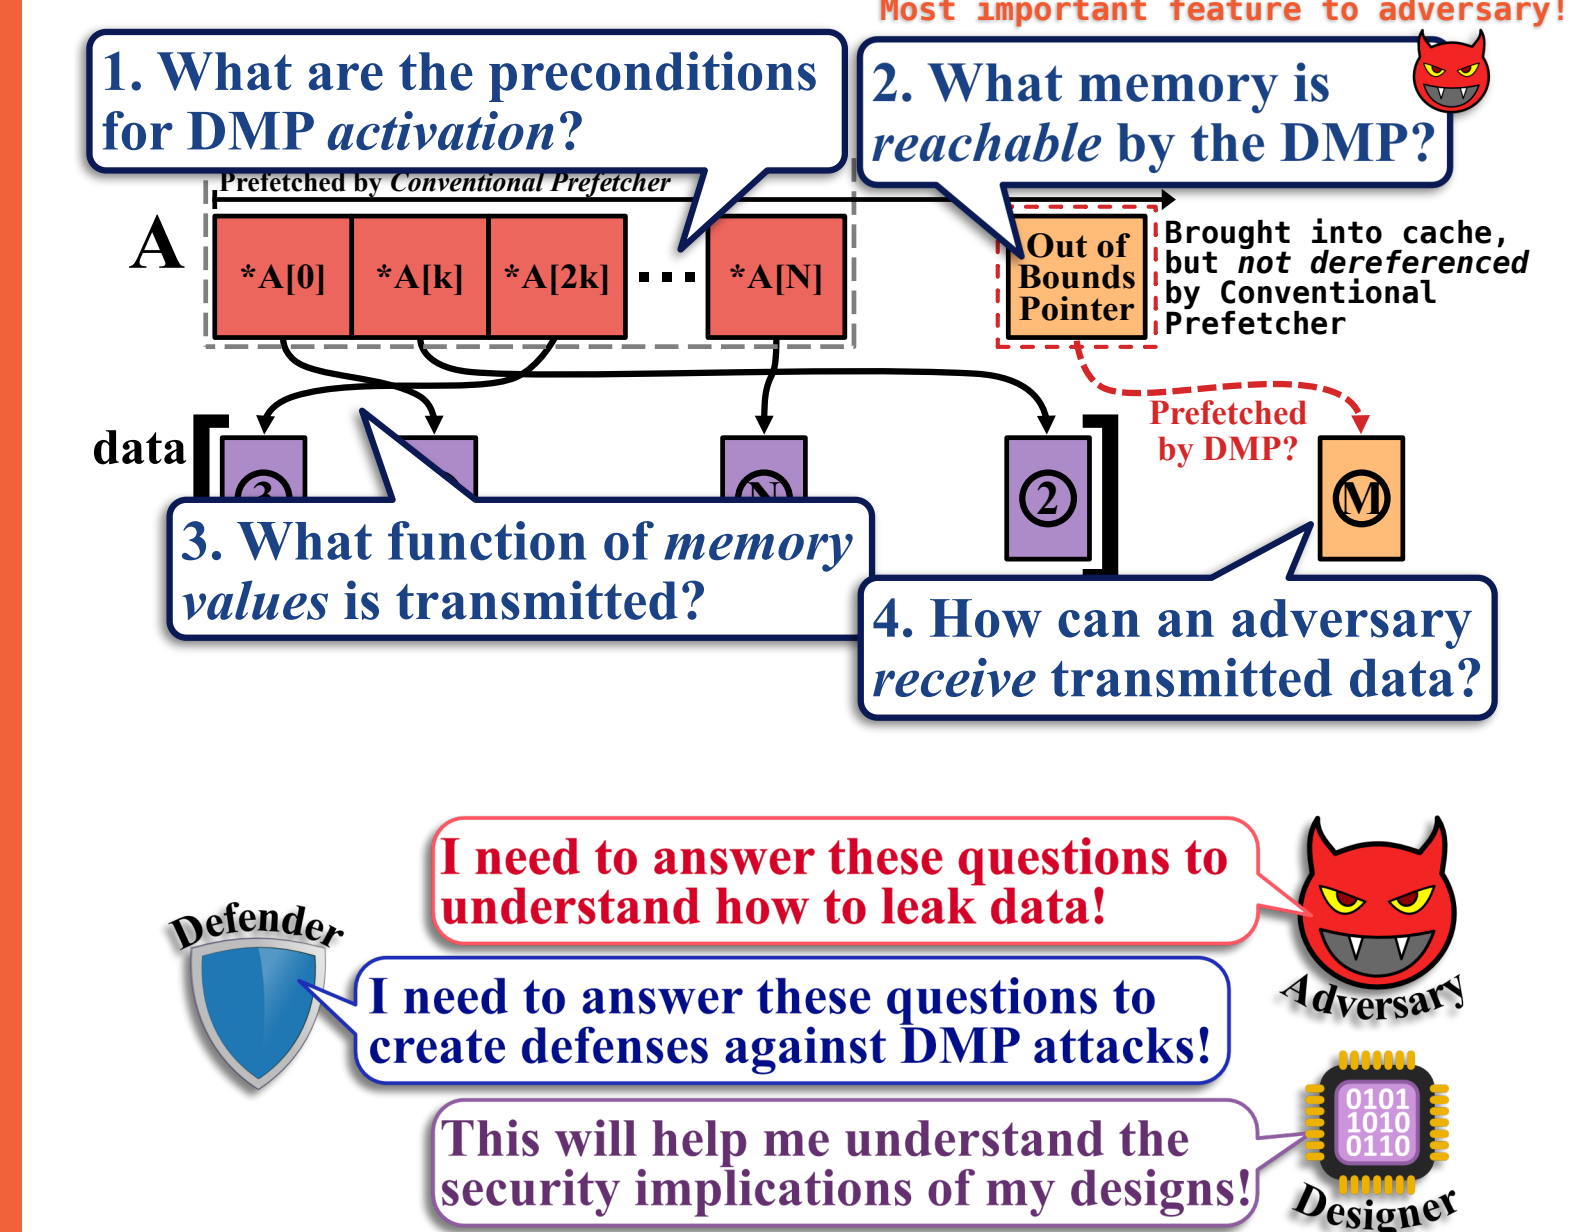 Most important feature to adversary!
1. What are the preconditions
for DMP activation?
2. What memory is
reachable by the DMP?
Prefetched by Conventional Prefetcher
A
*A[0]
*A[k]
*A[2k]
...
*A[N]
Out of
Bounds
Pointer
Brought into cache,
but not dereferenced
by Conventional
Prefetcher
data
3
N
2
M
Prefetched
by DMP?
3. What function of memory
values is transmitted?
4. How can an adversary
receive transmitted data?
I need to answer these questions to
understand how to leak data!
Adversary
Defender
I need to answer these questions to
create defenses against DMP attacks!
This will help me understand the
security implications of my designs!
0101
1010
0110
Designer